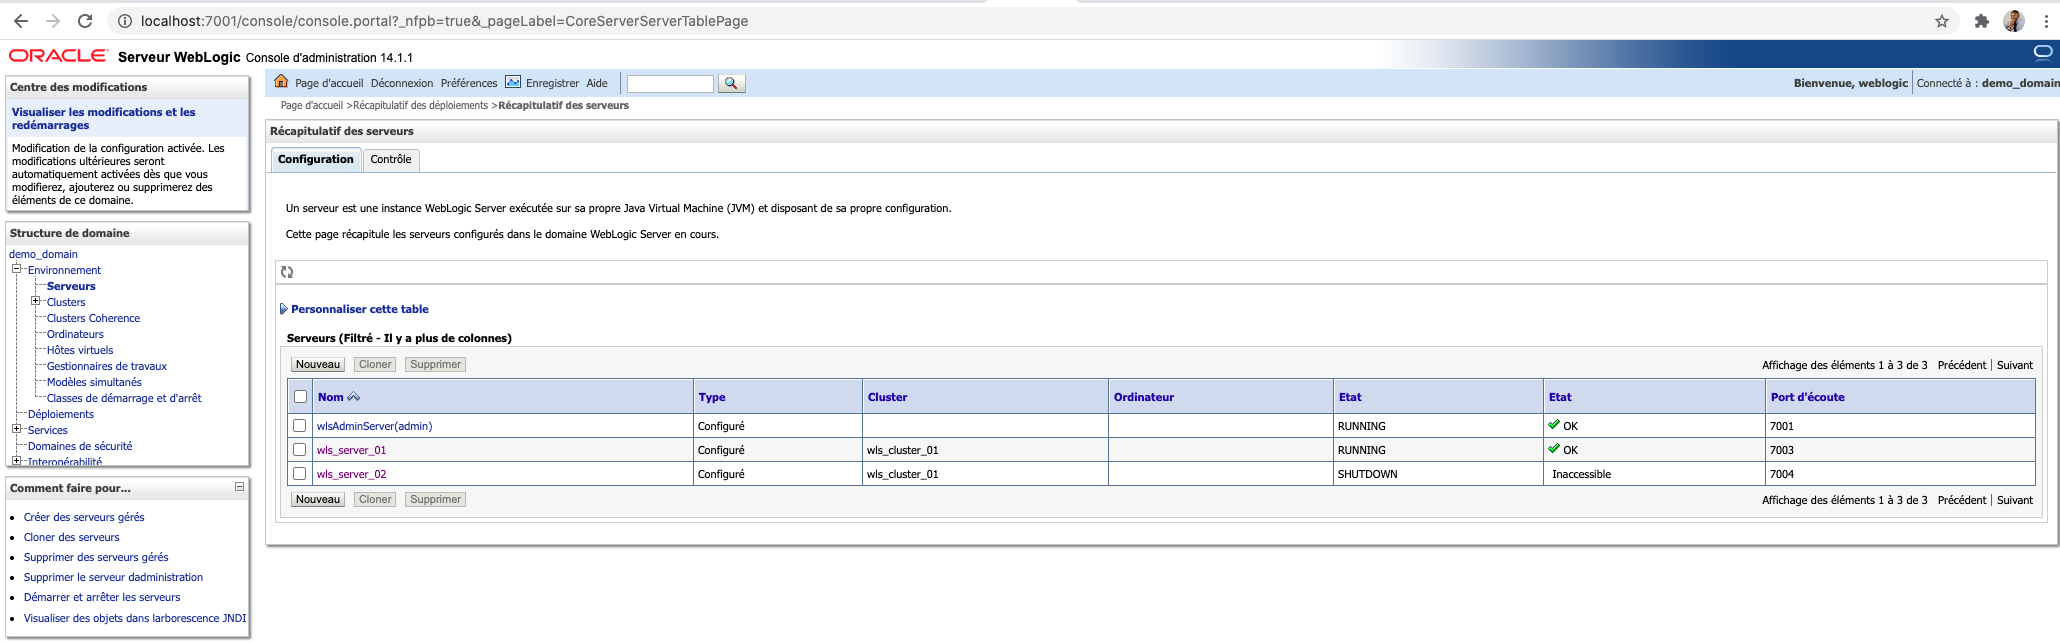 localhost:7001/console/console.portal?_nfpb=true&_pageLabel=CoreServerServerTablePage
ORACLE Serveur WebLogic Console d'administration 14.1.1
Centre des modifications
Visualiser les modifications et les
redémarrages
Modification de la configuration activée. Les
modifications ultérieures seront
automatiquement activées dès que vous
modifierez, ajouterez ou supprimerez des
éléments de ce domaine.
Structure de domaine
demo_domain
Environnement
Serveurs
Clusters
Clusters Coherence
Ordinateurs
Hôtes virtuels
Gestionnaires de travaux
Modèles simultanés
Classes de démarrage et d'arrêt
Déploiements
Services
Domaines de sécurité
Interopérabilité
Comment faire pour...
Créer des serveurs gérés
Cloner des serveurs
Supprimer des serveurs gérés
Supprimer le serveur dadministration
Démarrer et arrêter les serveurs
Visualiser des objets dans larborescence JNDI
Page d'accueil Déconnexion Préférences Enregistrer Aide
Bienvenue, weblogic Connecté à : demo_domain
Page d'accueil >Récapitulatif des déploiements >Récapitulatif des serveurs
Récapitulatif des serveurs
Configuration Contrôle
Un serveur est une instance WebLogic Server exécutée sur sa propre Java Virtual Machine (JVM) et disposant de sa propre configuration.
Cette page récapitule les serveurs configurés dans le domaine WebLogic Server en cours.
Personnaliser cette table
Serveurs (Filtré - Il y a plus de colonnes)
Nouveau Cloner Supprimer Affichage des éléments 1 à 3 de 3 Précédent Suivant
Nom Type Cluster Ordinateur Etat Etat Port d'écoute
wlsAdminServer(admin) Configuré RUNNING OK 7001
wls_server_01 Configuré wls_cluster_01 RUNNING OK 7003
wls_server_02 Configuré wls_cluster_01 SHUTDOWN Inaccessible 7004
Nouveau Cloner Supprimer Affichage des éléments 1 à 3 de 3 Précédent Suivant